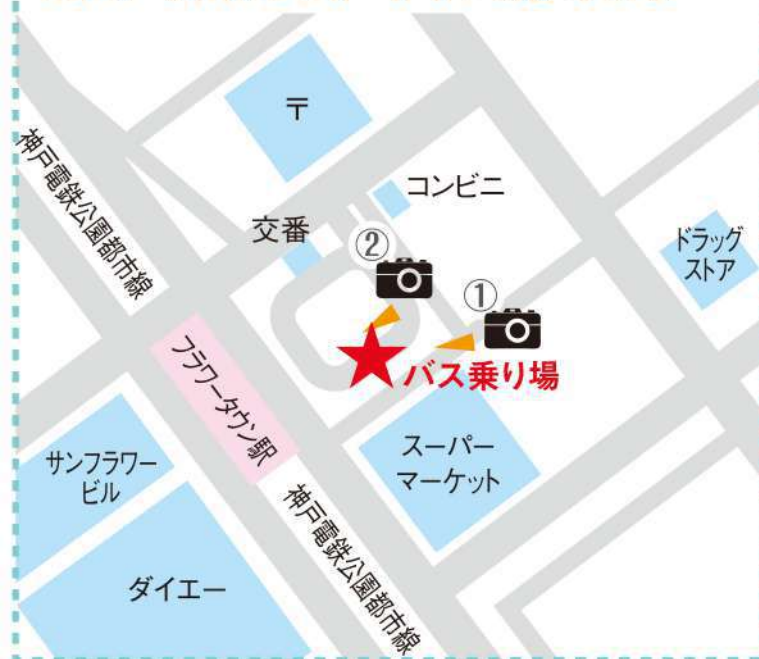 〒
コンビニ
神戸電鉄公園都市線
交番
②
ドラッグ
ストア
①
バス乗り場
フラワータウン駅
スーパー
マーケット
サンフラワー
ビル
神戸電鉄公園都市線
ダイエー